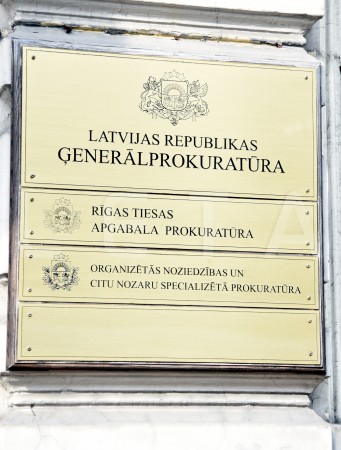 LATVIJAS REPUBLIKAS
ĢENERĀLPROKURATŪRA
RĪGAS TIESAS
APGABALA PROKURATŪRA
ORGANIZĒTĀS NOZIEDZĪBAS UN
CITU NOZARU SPECIALIZĒTĀ PROKURATŪRA